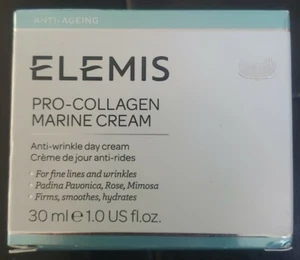 ANTI-AGEING
ELEMIS
PRO-COLLAGEN
MARINE CREAM
Anti-wrinkle day cream
Crème de jour anti-rides
• For fine lines and wrinkles
• Padina Pavonica, Rose, Mimosa
• Firms, smoothes, hydrates
30 ml ℮ 1.0 US fl.oz.